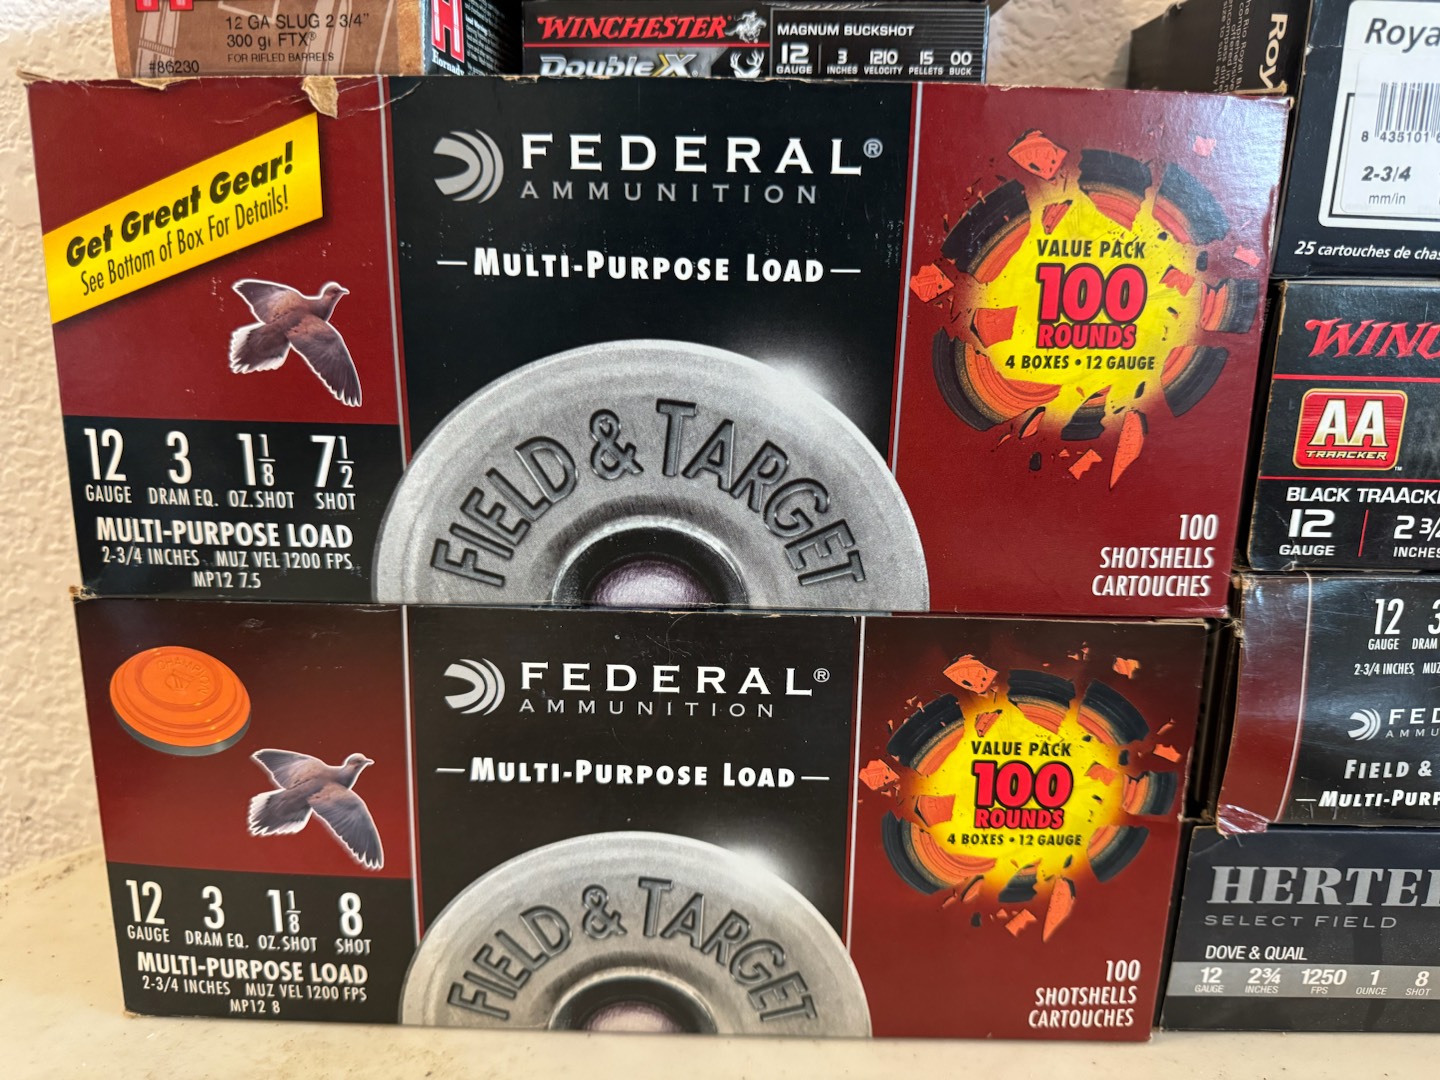 12 GA SLUG 2 3/4"
300 gr FTX®
FOR RIFLED BARRELS
#86230
H
Hornady
WINCHESTER
Double X
MAGNUM BUCKSHOT
12 3 1210 15 00
GAUGE INCHES VELOCITY PELLETS BUCK
Roy
Roya
8 435101 6
2-3/4
mm/in
25 cartouches de chas
Get Great Gear!
See Bottom of Box For Details!
FEDERAL®
AMMUNITION
—MULTI-PURPOSE LOAD—
FIELD & TARGET
VALUE PACK
100
ROUNDS
4 BOXES • 12 GAUGE
12 3 1 1/8 7 1/2
GAUGE DRAM EQ. OZ. SHOT SHOT
MULTI-PURPOSE LOAD
2-3/4 INCHES MUZ VEL 1200 FPS
MP12 7.5
100
SHOTSHELLS
CARTOUCHES
WINC
AA
TRAACKER™
BLACK TRAACK
12 2 3/4
GAUGE INCHES
CHAMPION
FEDERAL®
AMMUNITION
—MULTI-PURPOSE LOAD—
FIELD & TARGET
VALUE PACK
100
ROUNDS
4 BOXES • 12 GAUGE
12 3 1 1/8 8
GAUGE DRAM EQ. OZ. SHOT SHOT
MULTI-PURPOSE LOAD
2-3/4 INCHES MUZ VEL 1200 FPS
MP12 8
100
SHOTSHELLS
CARTOUCHES
12 3
GAUGE DRAM
2-3/4 INCHES MUZ
FED
AMMU
FIELD &
—MULTI-PURP
HERTE
SELECT FIELD
DOVE & QUAIL
12 2¾ 1250 1 8
GAUGE INCHES FPS OUNCE SHOT